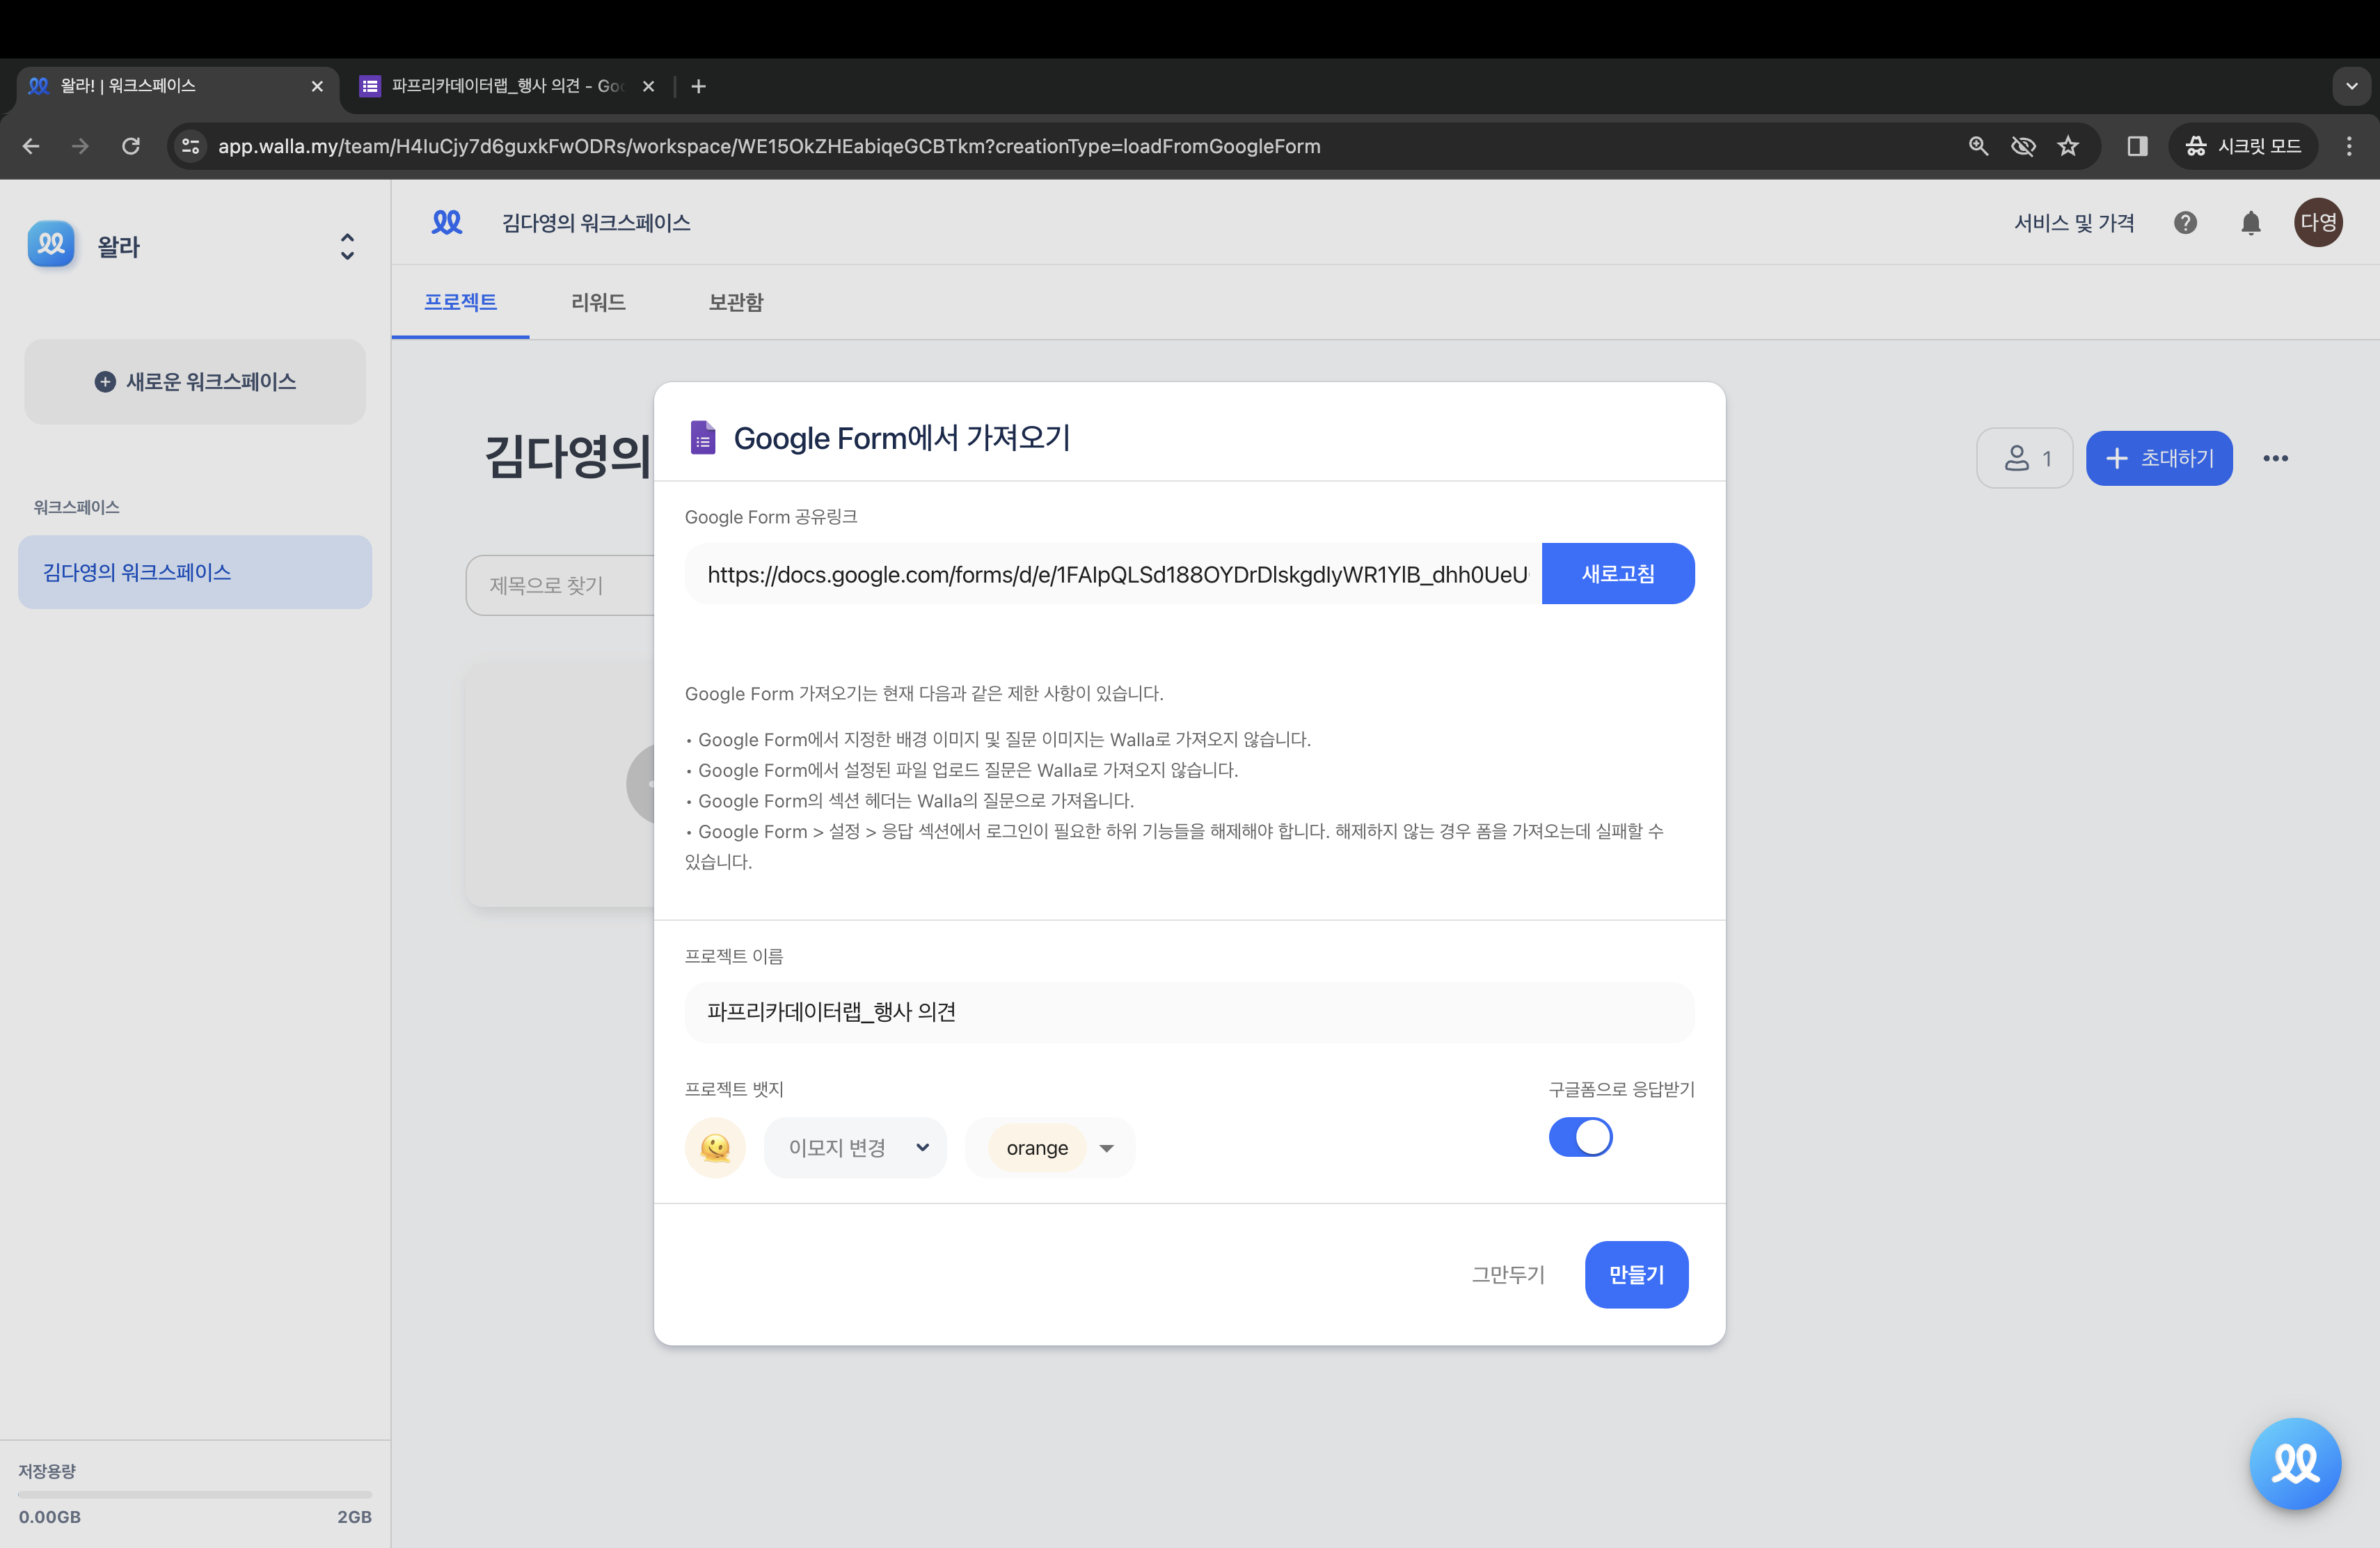 왈라! | 워크스페이스
파프리카데이터랩_행사 의견 - Goo
app.walla.my/team/H4IuCjy7d6guxkFwODRs/workspace/WE15OkZHEabiqeGCBTkm?creationType=loadFromGoogleForm
시크릿 모드
왈라
김다영의 워크스페이스
서비스 및 가격
다영
프로젝트
리워드
보관함
새로운 워크스페이스
워크스페이스
김다영의 워크스페이스
김다영의
1
초대하기
제목으로 찾기
Google Form에서 가져오기
Google Form 공유링크
https://docs.google.com/forms/d/e/1FAIpQLSd188OYDrDlskgdIyWR1YlB_dhh0UeU
새로고침
Google Form 가져오기는 현재 다음과 같은 제한 사항이 있습니다.
• Google Form에서 지정한 배경 이미지 및 질문 이미지는 Walla로 가져오지 않습니다.
• Google Form에서 설정된 파일 업로드 질문은 Walla로 가져오지 않습니다.
• Google Form의 섹션 헤더는 Walla의 질문으로 가져옵니다.
• Google Form > 설정 > 응답 섹션에서 로그인이 필요한 하위 기능들을 해제해야 합니다. 해제하지 않는 경우 폼을 가져오는데 실패할 수
있습니다.
프로젝트 이름
파프리카데이터랩_행사 의견
프로젝트 뱃지
구글폼으로 응답받기
이모지 변경
orange
그만두기
만들기
저장용량
0.00GB
2GB